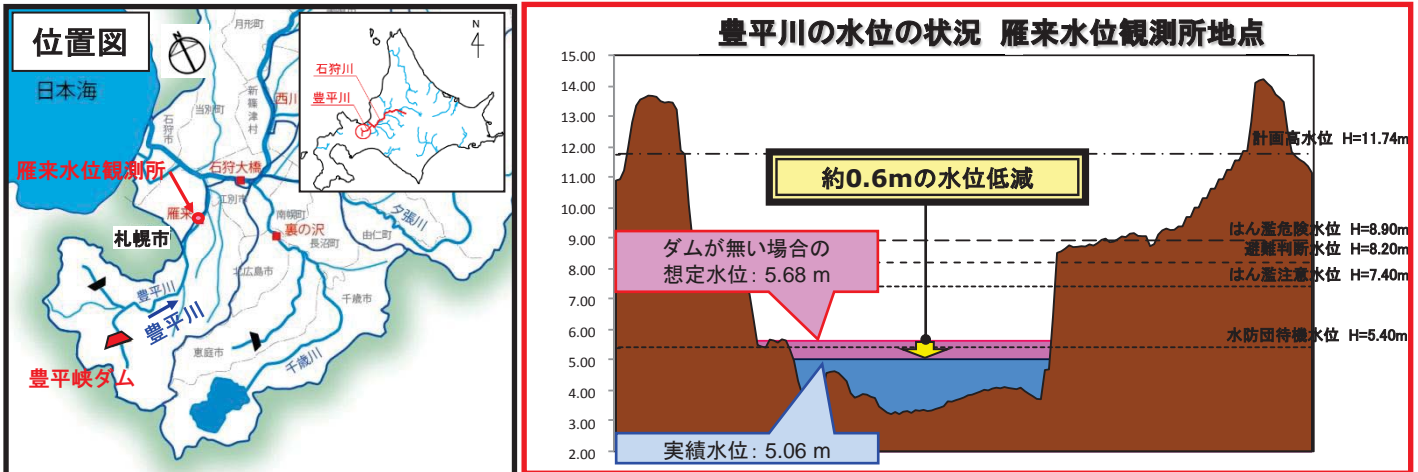 位置図
日本海
月形町
当別町
新篠津村
西川
石狩市
雁来水位観測所
石狩大橋
江別市
雁来
札幌市
南幌町
夕張川
裏の沢
由仁町
長沼町
北広島市
豊平川
豊平川
千歳市
恵庭市
千歳川
豊平峡ダム
N
石狩川
豊平川
豊平川の水位の状況 雁来水位観測所地点
15.00
14.00
13.00
12.00
11.00
10.00
9.00
8.00
7.00
6.00
5.00
4.00
3.00
2.00
計画高水位 H=11.74m
約0.6mの水位低減
はん濫危険水位 H=8.90m
避難判断水位 H=8.20m
はん濫注意水位 H=7.40m
水防団待機水位 H=5.40m
ダムが無い場合の
想定水位: 5.68 m
実績水位: 5.06 m